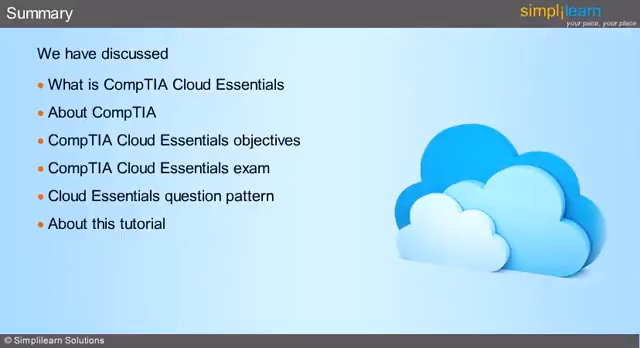 Summary
simplilearn
your pace, your place
We have discussed
• What is CompTIA Cloud Essentials
• About CompTIA
• CompTIA Cloud Essentials objectives
• CompTIA Cloud Essentials exam
• Cloud Essentials question pattern
• About this tutorial
© Simplilearn Solutions